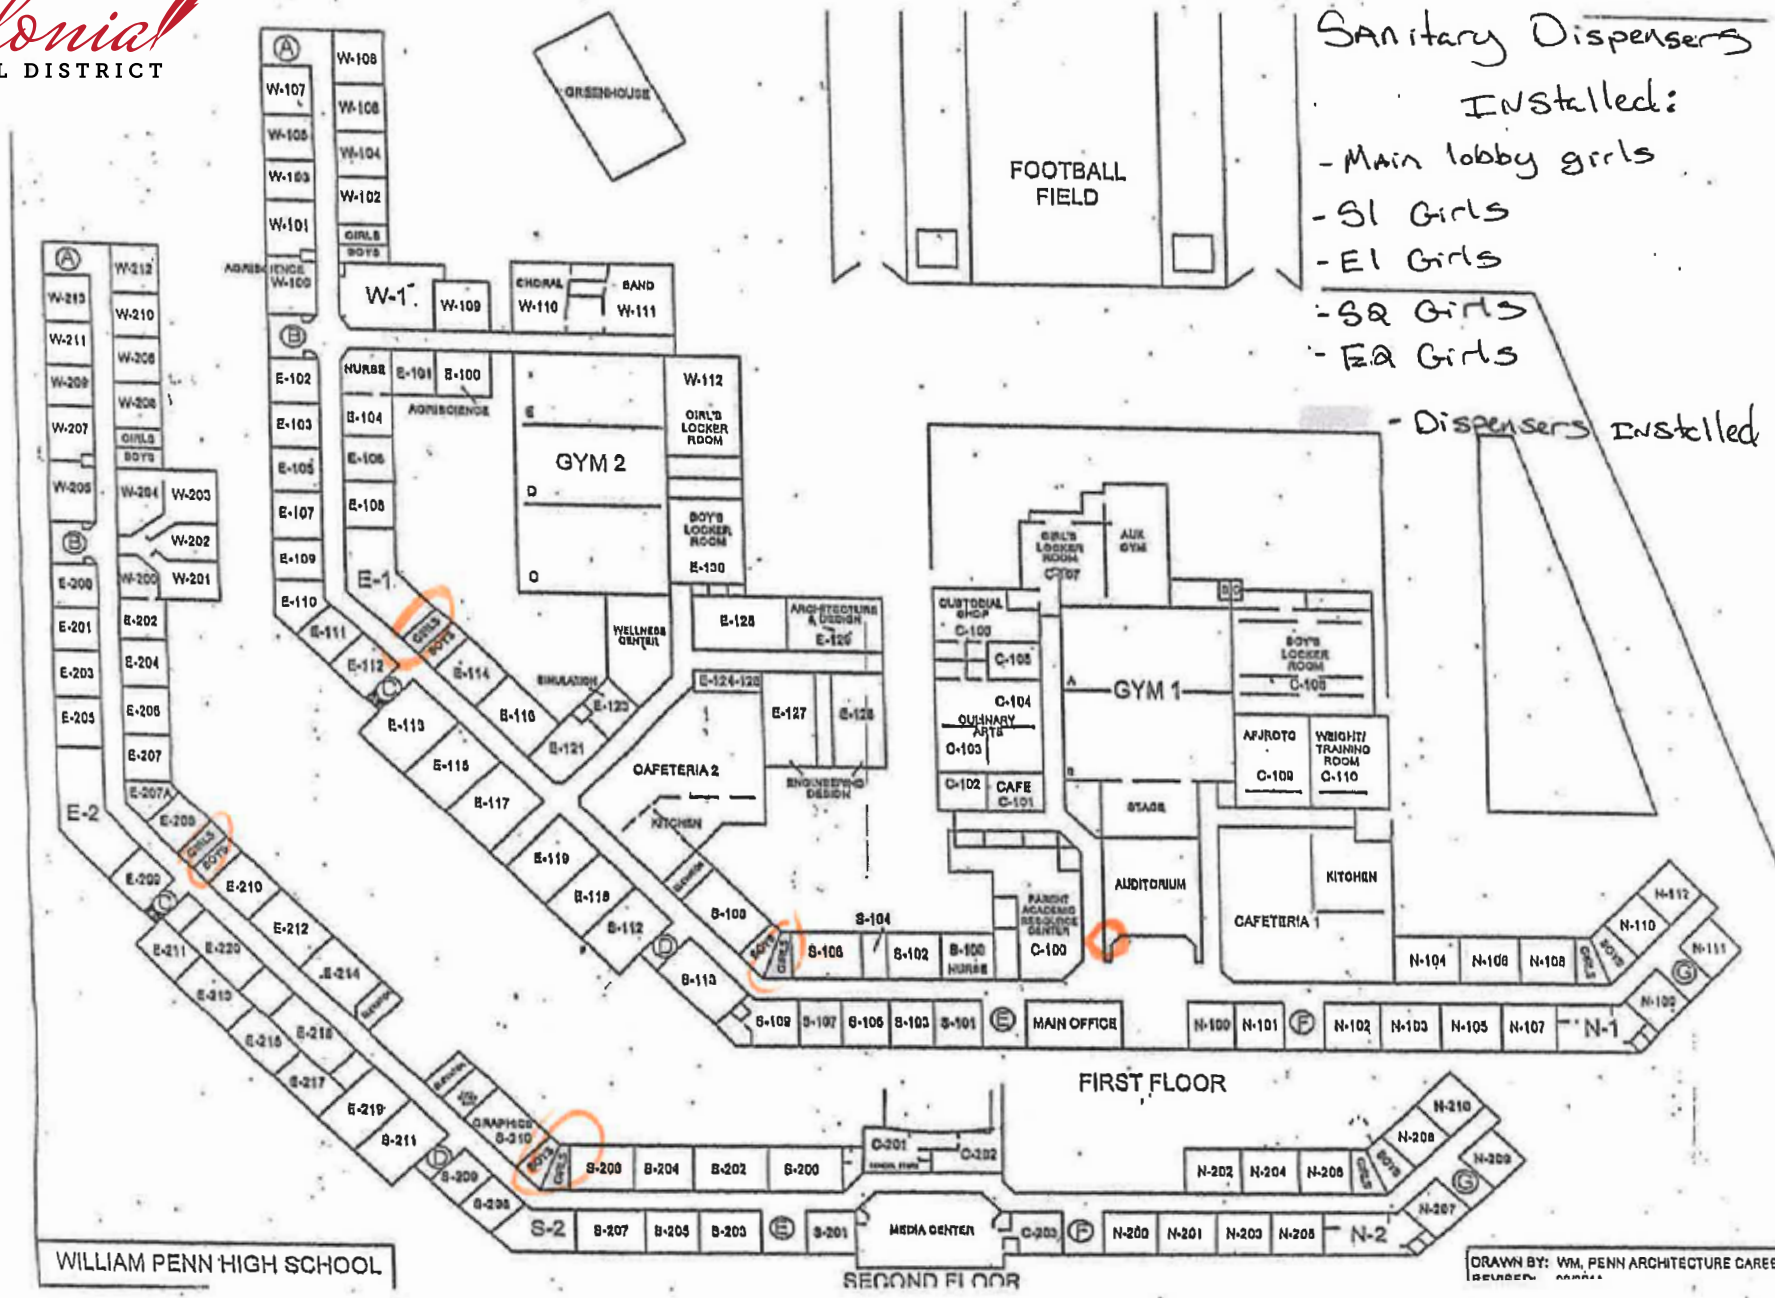 lonial
L DISTRICT
Sanitary Dispensers
Installed:
- Main lobby girls
- S1 Girls
- E1 Girls
- S2 Girls
- E2 Girls
- Dispensers Installed
GREENHOUSE
FOOTBALL
FIELD
A
W-108
W-107
W-106
W-105
W-104
W-103
W-102
W-101
GIRLS
BOYS
AGRISCIENCE
W-100
W-1
W-109
CHORAL
W-110
BAND
W-111
B
NURSE
E-101
E-100
AGRISCIENCE
E-102
E-104
E-103
E-106
E-105
E-108
E-107
E-109
E-1
E-110
E-111
E-112
GIRLS
BOYS
C
E-114
E-116
E-113
E-115
E-117
E-121
SIMULATION
E-123
E
GYM 2
D
C
W-112
GIRL'S
LOCKER
ROOM
BOY'S
LOCKER
ROOM
E-130
WELLNESS
CENTER
E-128
ARCHITECTURE
& DESIGN
E-129
E-124-126
E-127
ENGINEERING
DESIGN
CAFETERIA 2
KITCHEN
ELEVATOR
E-119
E-118
S-112
D
S-113
S-108
BOYS
GIRLS
S-106
S-104
S-102
S-100
NURSE
S-109
S-107
S-105
S-103
S-101
E
MAIN OFFICE
PARENT
ACADEMIC
RESOURCE
CENTER
C-100
GIRL'S
LOCKER
ROOM
C-107
AUX
GYM
CUSTODIAL
SHOP
C-106
C-105
C-104
CULINARY
ARTS
C-103
C-102
CAFE
C-101
A
GYM 1
B
STAGE
AUDITORIUM
BOY'S
LOCKER
ROOM
C-108
AFJROTC
C-109
WEIGHT/
TRAINING
ROOM
C-110
CAFETERIA 1
KITCHEN
N-104
N-106
N-108
GIRLS
BOYS
N-110
N-112
N-111
G
N-109
N-100
N-101
F
N-102
N-103
N-105
N-107
N-1
FIRST FLOOR
A
W-212
W-213
W-210
W-211
W-208
W-209
W-206
W-207
GIRLS
BOYS
W-205
W-204
W-203
W-202
B
W-200
W-201
E-200
E-202
E-201
E-204
E-203
E-206
E-205
E-207
E-207A
E-208
E-2
GIRLS
BOYS
E-209
C
E-210
E-212
E-214
ELEVATOR
E-211
E-220
E-213
E-218
E-215
E-217
E-219
S-211
D
S-209
ELEVATOR
GRAPHICS
S-210
BOYS
GIRLS
S-206
S-204
S-202
S-200
C-201
C-202
S-2
S-207
S-205
S-203
E
S-201
MEDIA CENTER
C-203
F
N-200
N-201
N-203
N-205
N-2
N-202
N-204
N-206
GIRLS
BOYS
N-208
N-210
N-209
G
N-207
SECOND FLOOR
WILLIAM PENN HIGH SCHOOL
DRAWN BY: WM. PENN ARCHITECTURE CAREE